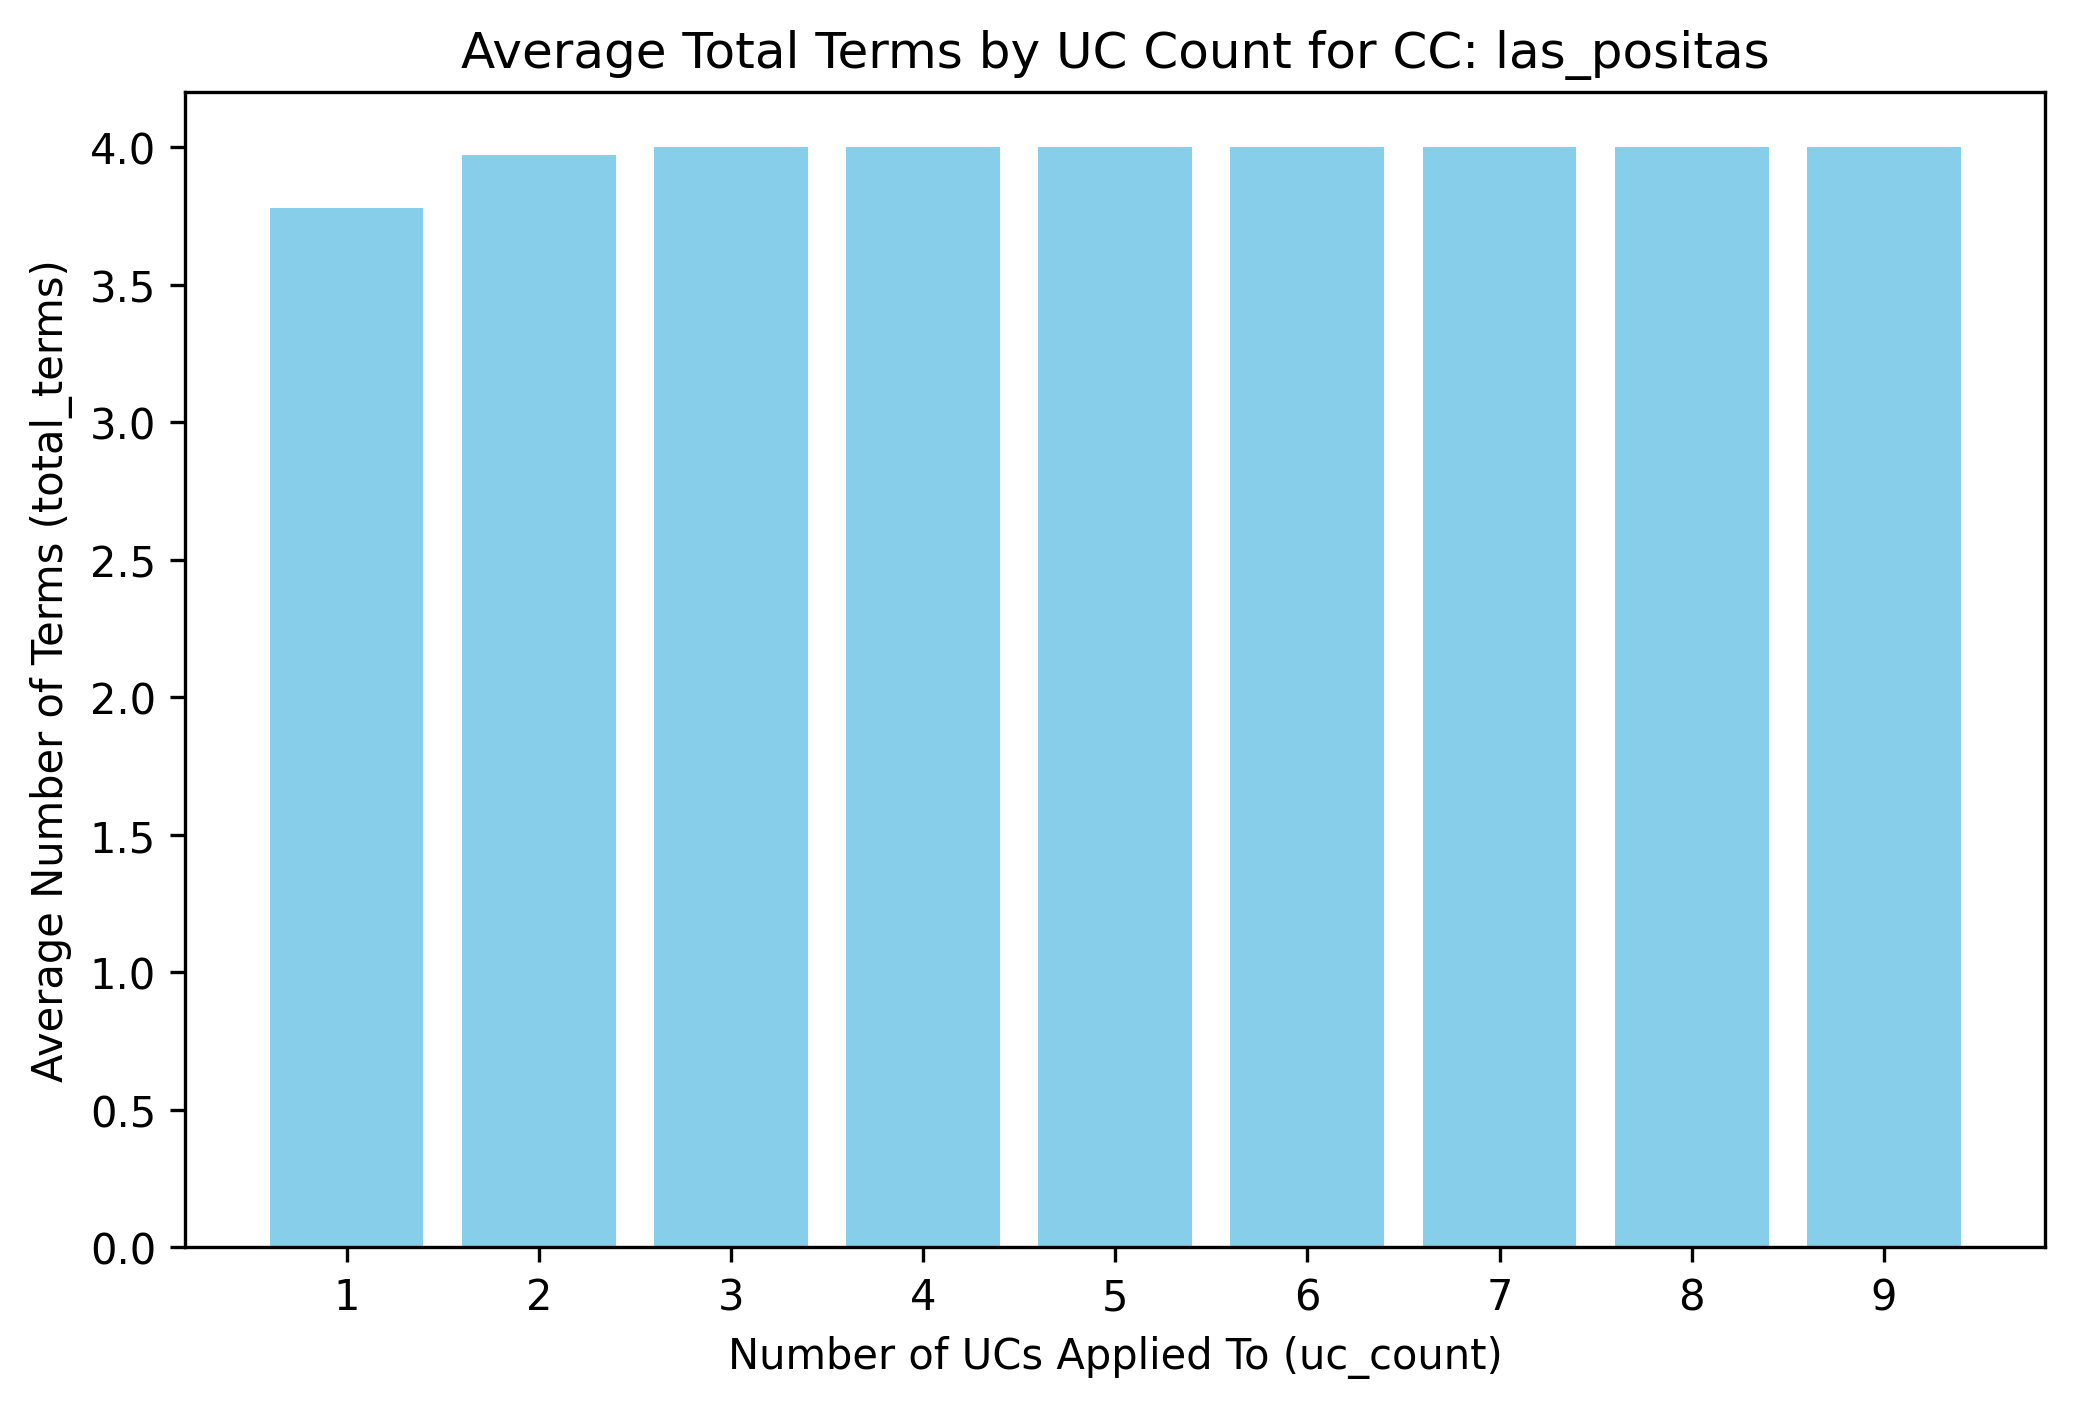 Average Total Terms by UC Count for CC: las_positas
Average Number of Terms (total_terms)
4.0
3.5
3.0
2.5
2.0
1.5
1.0
0.5
0.0
1 2 3 4 5 6 7 8 9
Number of UCs Applied To (uc_count)